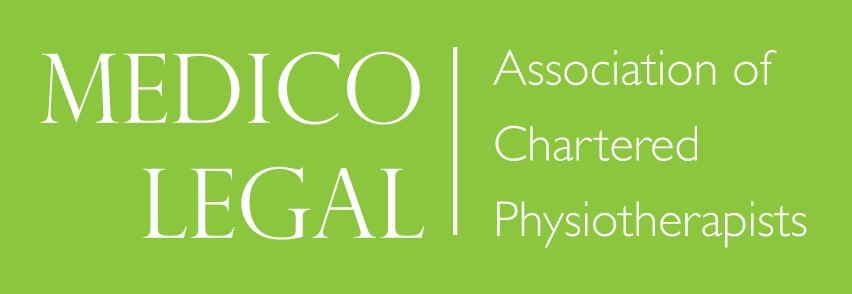 MEDICO
LEGAL
Association of
Chartered
Physiotherapists